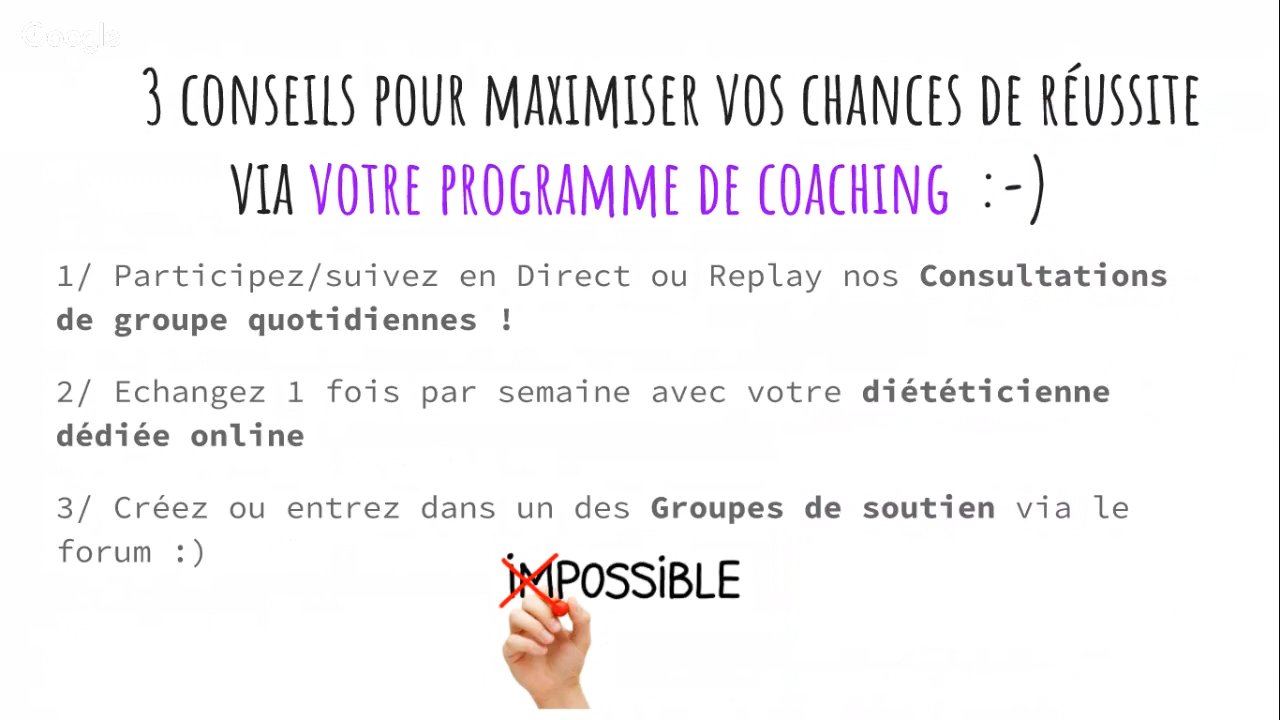 Google
3 CONSEILS POUR MAXIMISER VOS CHANCES DE RÉUSSITE
VIA VOTRE PROGRAMME DE COACHING :-)
1/ Participez/suivez en Direct ou Replay nos Consultations
de groupe quotidiennes !
2/ Echangez 1 fois par semaine avec votre diététicienne
dédiée online
3/ Créez ou entrez dans un des Groupes de soutien via le
forum :)
iMPOSSiBLE